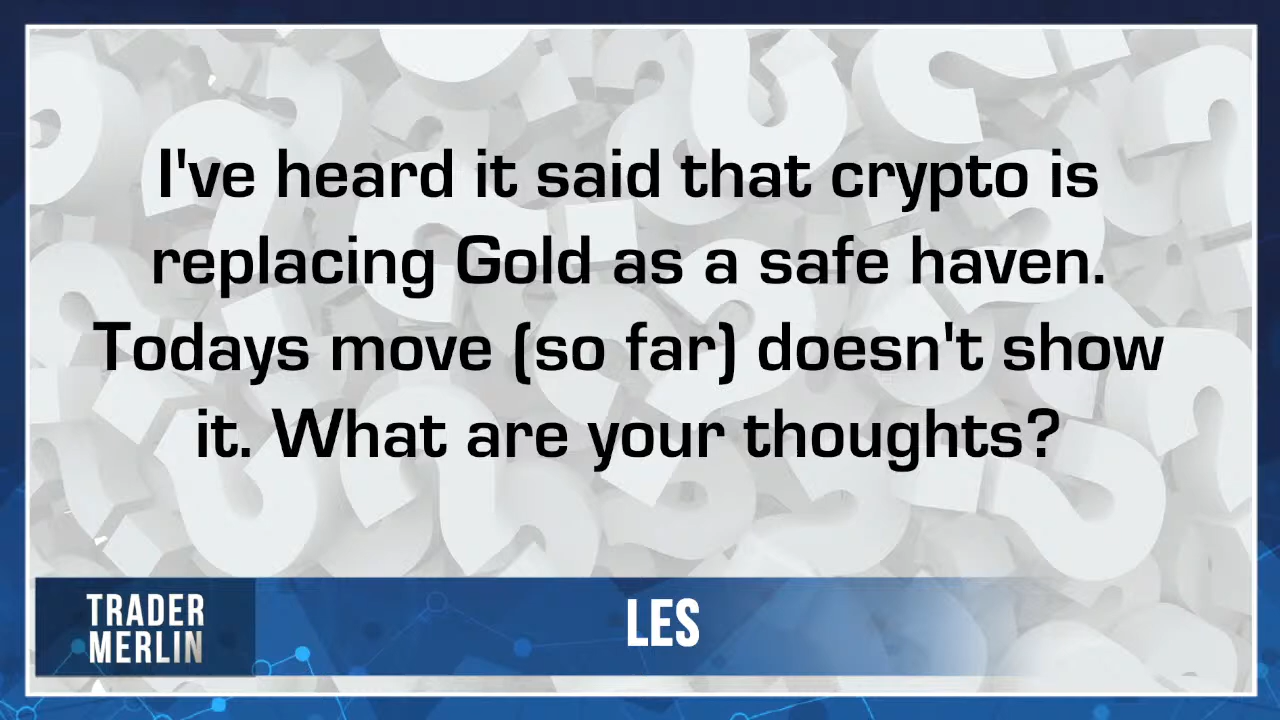 I've heard it said that crypto is
replacing Gold as a safe haven.
Todays move (so far) doesn't show
it. What are your thoughts?
TRADER
MERLIN
LES